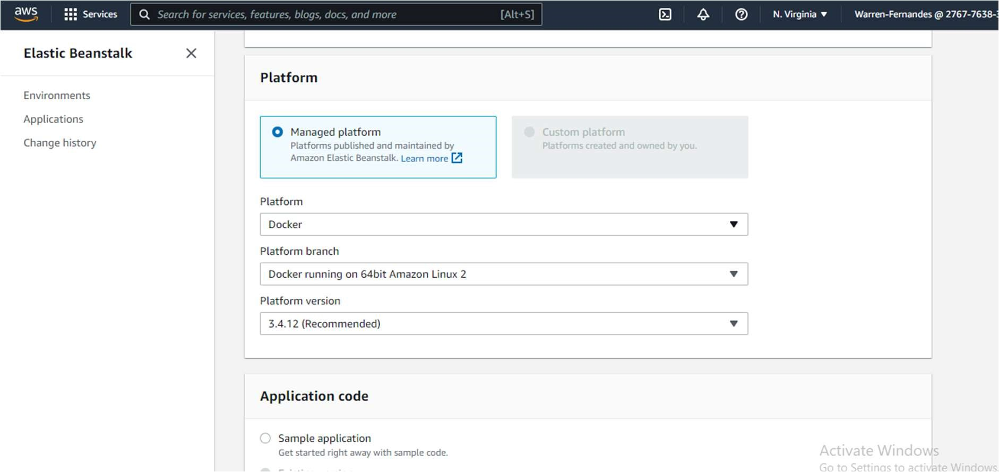 aws
Services
Search for services, features, blogs, docs, and more
[Alt+S]
N. Virginia
Warren-Fernandes @ 2767-7638-
Elastic Beanstalk
Environments
Applications
Change history
Platform
Managed platform
Platforms published and maintained by
Amazon Elastic Beanstalk. Learn more
Custom platform
Platforms created and owned by you.
Platform
Docker
Platform branch
Docker running on 64bit Amazon Linux 2
Platform version
3.4.12 (Recommended)
Application code
Sample application
Get started right away with sample code.
Activate Windows
Go to Settings to activate Windows.